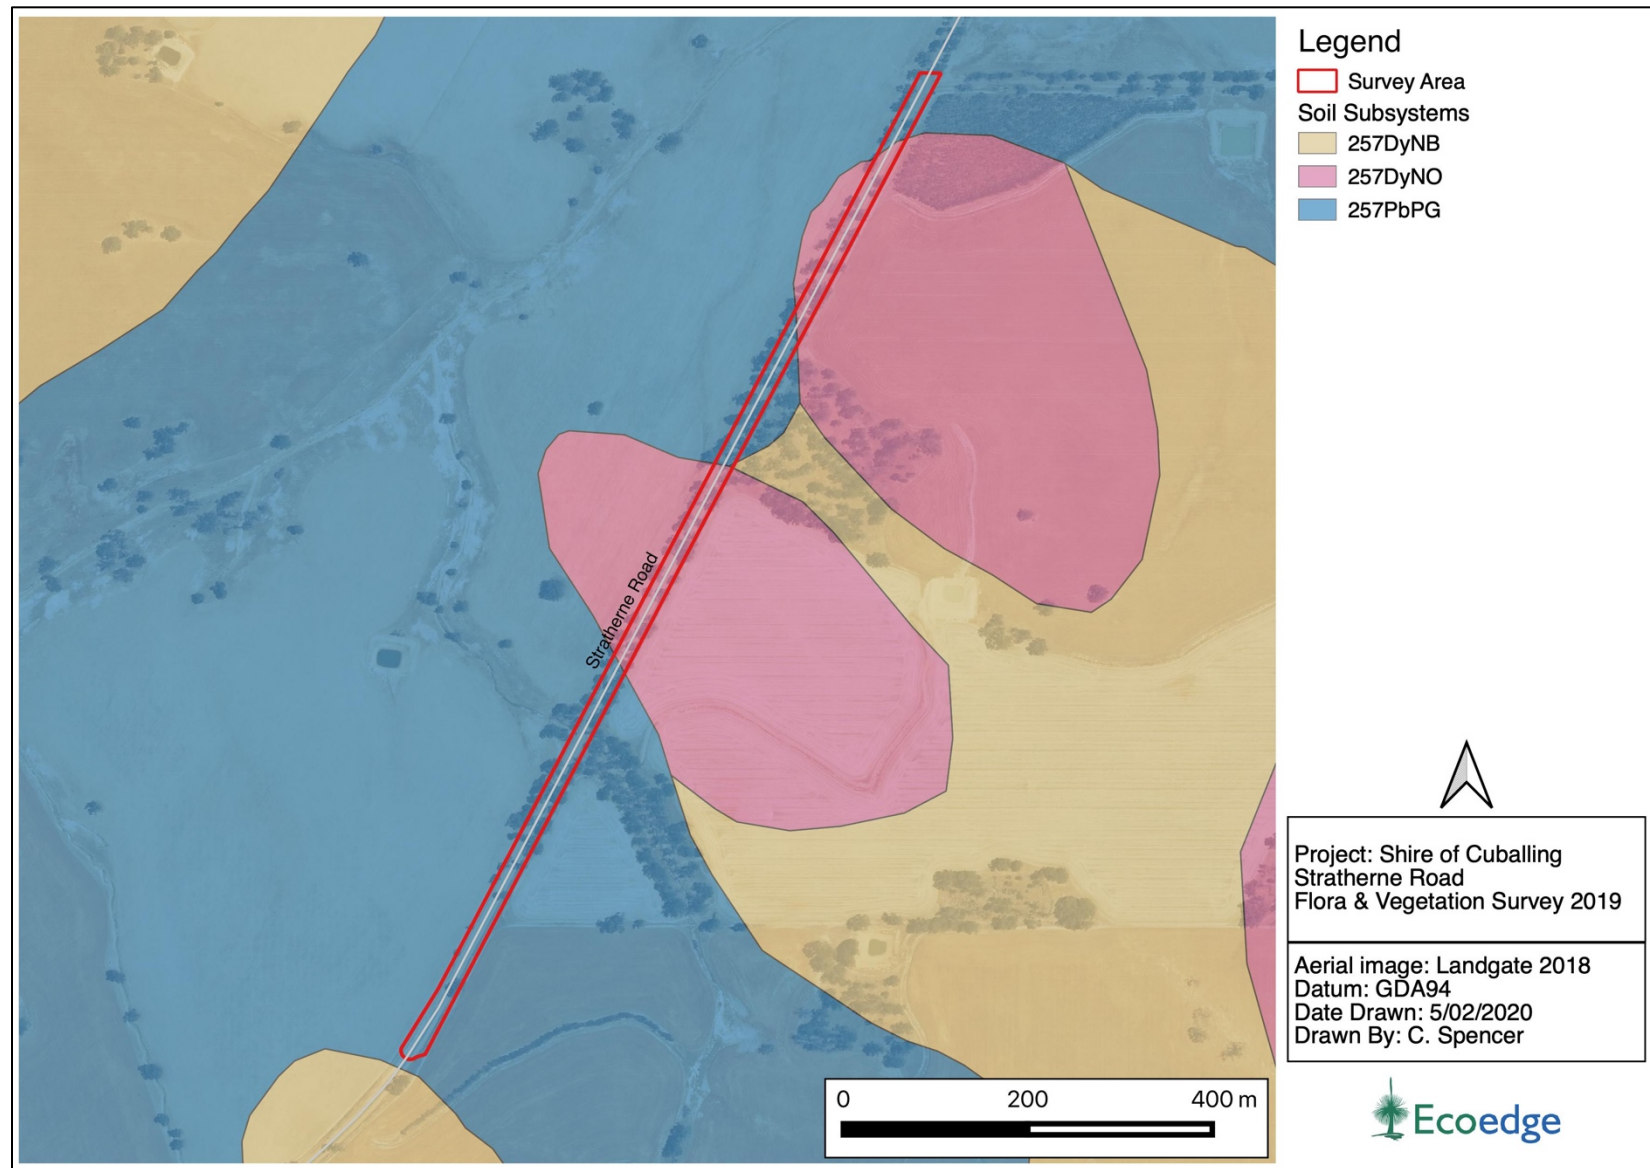 Legend
Survey Area
Soil Subsystems
257DyNB
257DyNO
257PbPG
Stratherne Road
Project: Shire of Cuballing
Stratherne Road
Flora & Vegetation Survey 2019
Aerial image: Landgate 2018
Datum: GDA94
Date Drawn: 5/02/2020
Drawn By: C. Spencer
0 200 400 m
Ecoedge